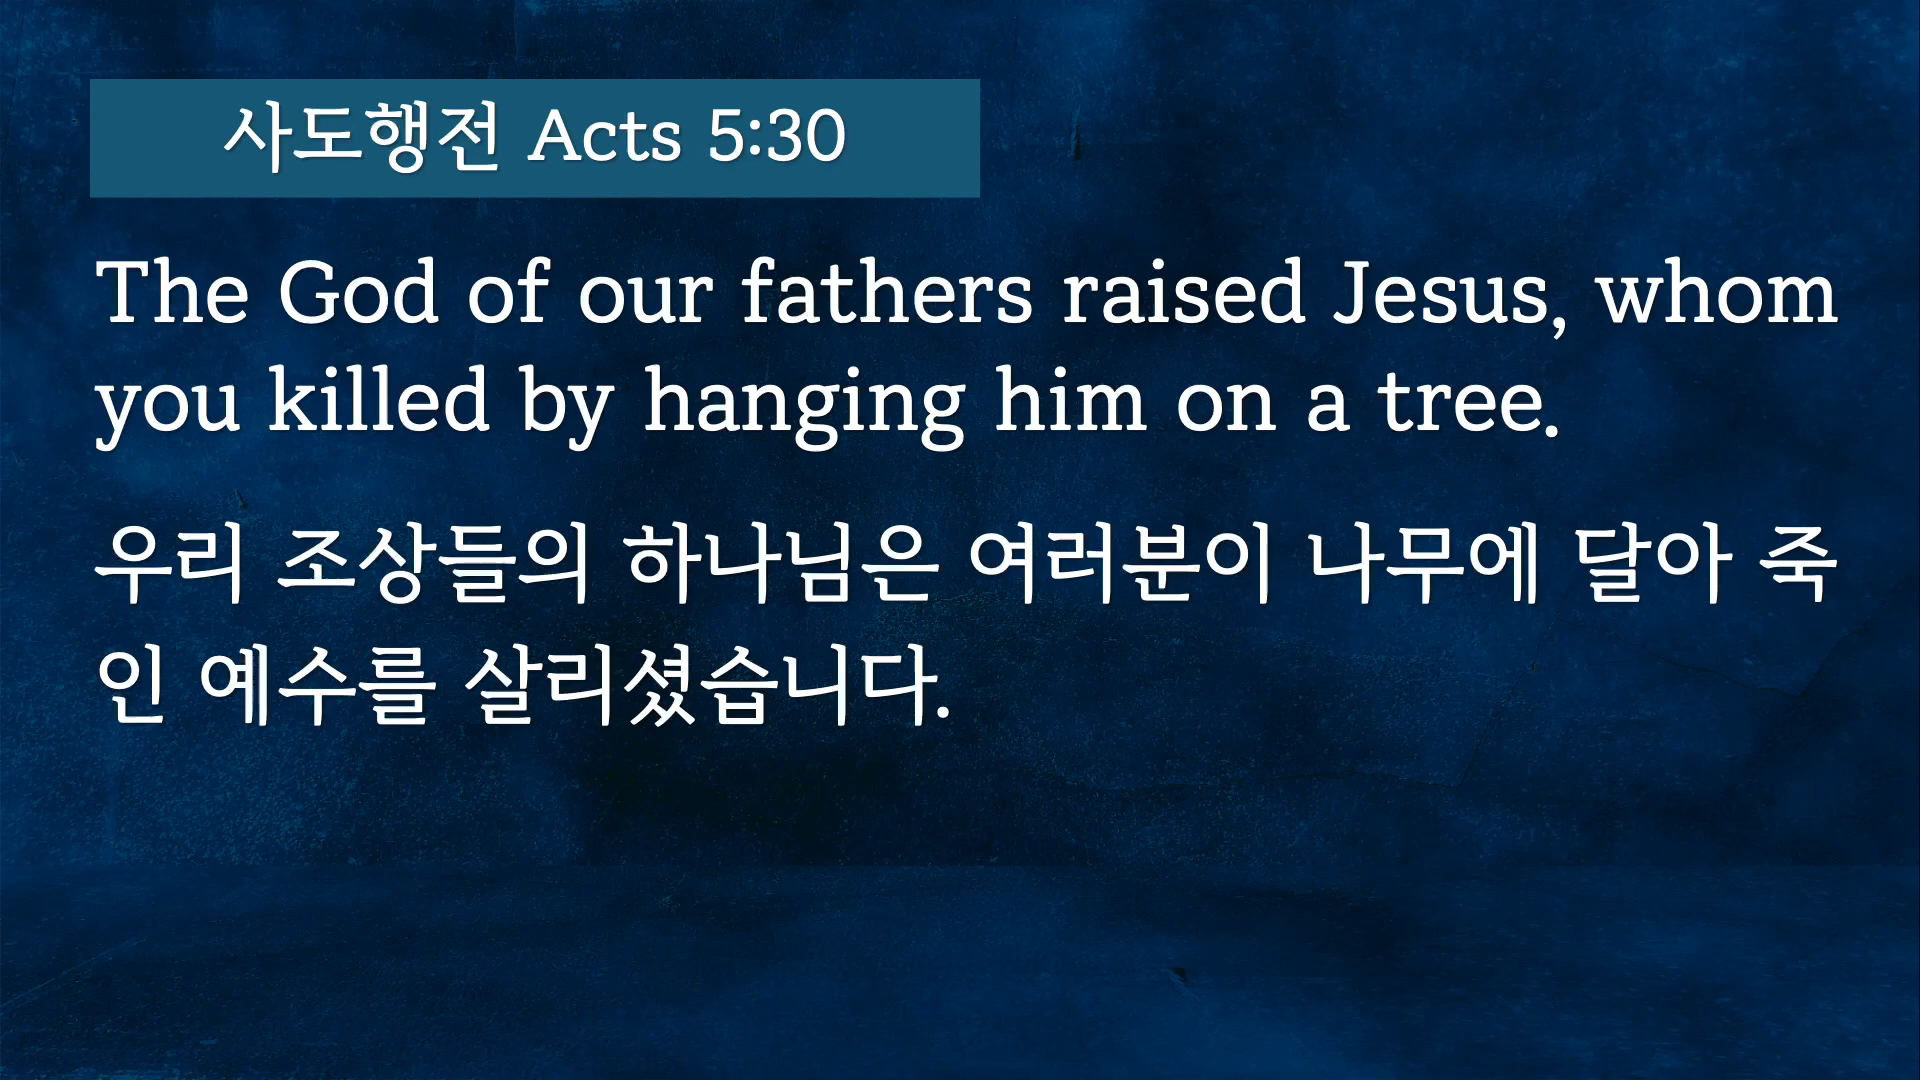 사도행전 Acts 5:30
The God of our fathers raised Jesus, whom
you killed by hanging him on a tree.
우리 조상들의 하나님은 여러분이 나무에 달아 죽
인 예수를 살리셨습니다.